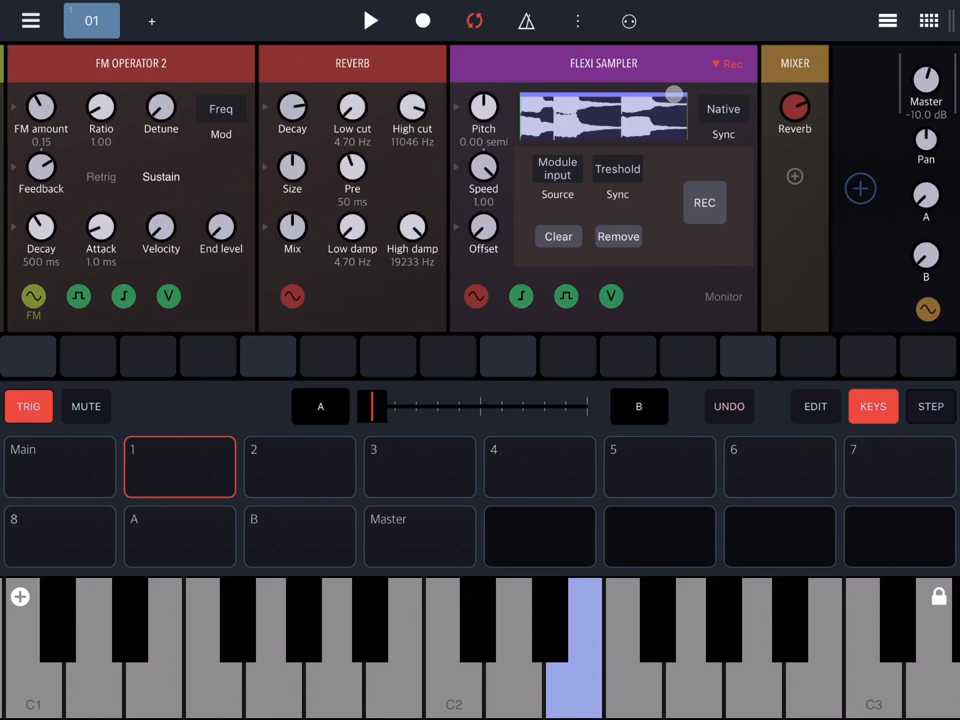 1
01
+
FM OPERATOR 2
REVERB
FLEXI SAMPLER
Rec
MIXER
FM amount
0.15
Ratio
1.00
Detune
Freq
Mod
Feedback
Retrig
Sustain
Decay
500 ms
Attack
1.0 ms
Velocity
End level
V
FM
Decay
Low cut
4.70 Hz
High cut
11046 Hz
Size
Pre
50 ms
Mix
Low damp
4.70 Hz
High damp
19233 Hz
Pitch
0.00 semi
Native
Sync
Speed
1.00
Module
input
Source
Treshold
Sync
REC
Offset
Clear
Remove
V
Monitor
Reverb
Master
-10.0 dB
Pan
A
B
TRIG
MUTE
A
B
UNDO
EDIT
KEYS
STEP
Main
1
2
3
4
5
6
7
8
A
B
Master
C1
C2
C3